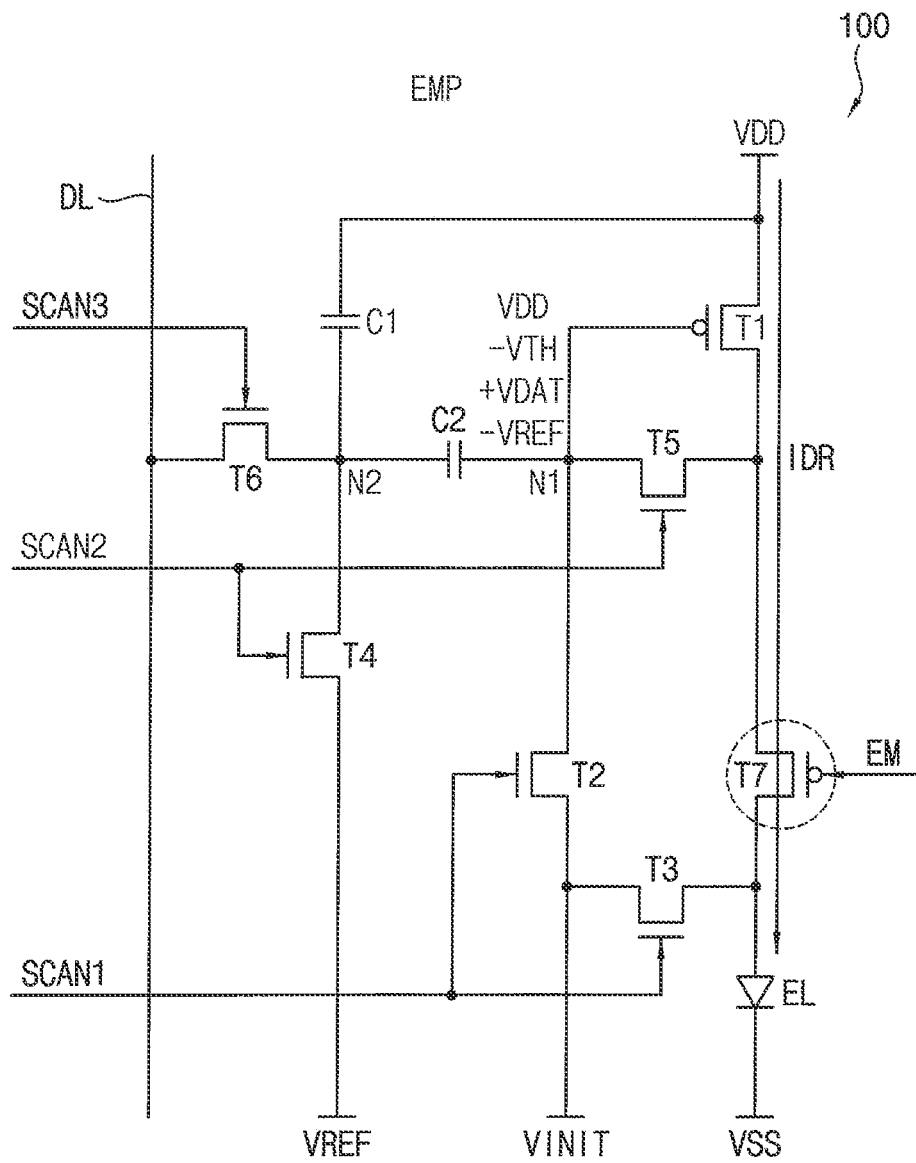 100
EMP
VDD
DL
SCAN3
C1
VDD
-VTH
+VDAT
-VREF
T1
C2
T5
IDR
T6
N2
N1
SCAN2
T4
T2
T7
EM
T3
SCAN1
EL
VREF
VINIT
VSS